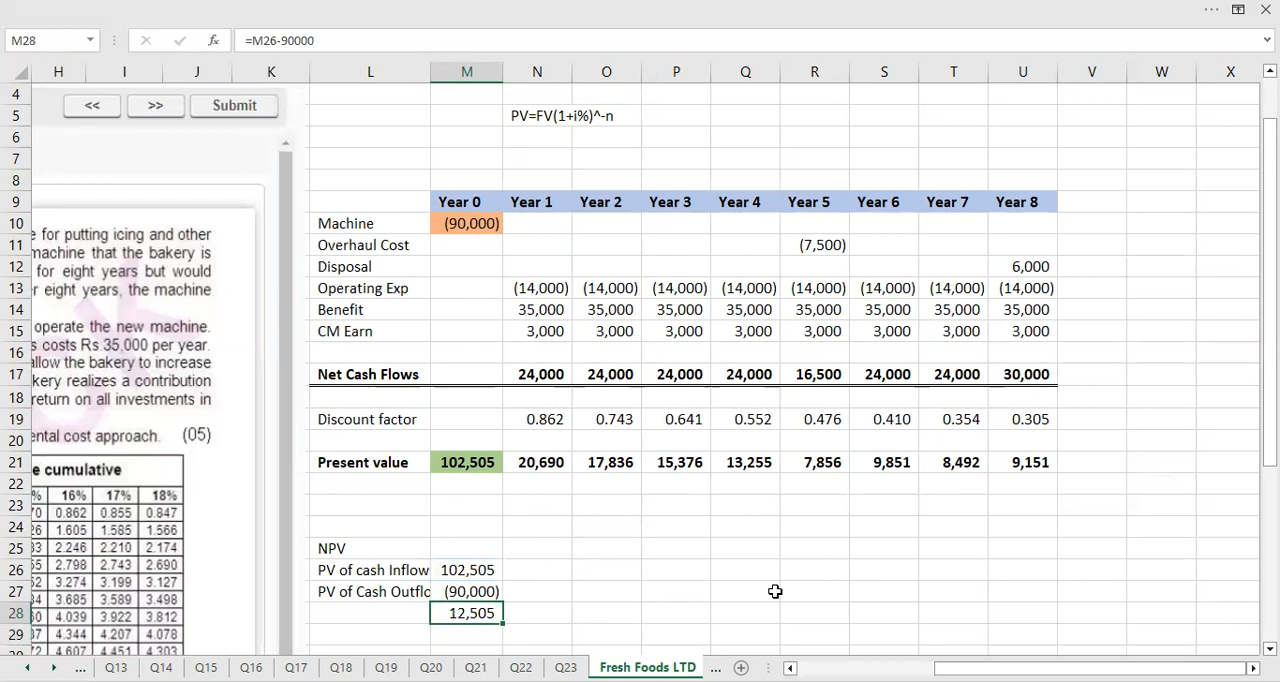 M28 =M26-90000
H I J K L M N O P Q R S T U V W X
4
<< >> Submit
5 PV=FV(1+i%)^-n
6
7
8
9 Year 0 Year 1 Year 2 Year 3 Year 4 Year 5 Year 6 Year 7 Year 8
10 Machine (90,000)
11 Overhaul Cost (7,500)
12 Disposal 6,000
13 Operating Exp (14,000) (14,000) (14,000) (14,000) (14,000) (14,000) (14,000) (14,000)
14 Benefit 35,000 35,000 35,000 35,000 35,000 35,000 35,000 35,000
15 CM Earn 3,000 3,000 3,000 3,000 3,000 3,000 3,000 3,000
16
17 Net Cash Flows 24,000 24,000 24,000 24,000 16,500 24,000 24,000 30,000
18
19 Discount factor 0.862 0.743 0.641 0.552 0.476 0.410 0.354 0.305
20
21 Present value 102,505 20,690 17,836 15,376 13,255 7,856 9,851 8,492 9,151
22
23
24
25 NPV
26 PV of cash Inflow 102,505
27 PV of Cash Outflo (90,000)
28 12,505
29
e for putting icing and other
machine that the bakery is
for eight years but would
r eight years, the machine
operate the new machine.
s costs Rs 35,000 per year.
allow the bakery to increase
kery realizes a contribution
return on all investments in
ental cost approach. (05)
e cumulative
% 16% 17% 18%
70 0.862 0.855 0.847
26 1.605 1.585 1.566
33 2.246 2.210 2.174
55 2.798 2.743 2.690
52 3.274 3.199 3.127
34 3.685 3.589 3.498
60 4.039 3.922 3.812
37 4.344 4.207 4.078
72 4.607 4.451 4.303
... Q13 Q14 Q15 Q16 Q17 Q18 Q19 Q20 Q21 Q22 Q23 Fresh Foods LTD ...